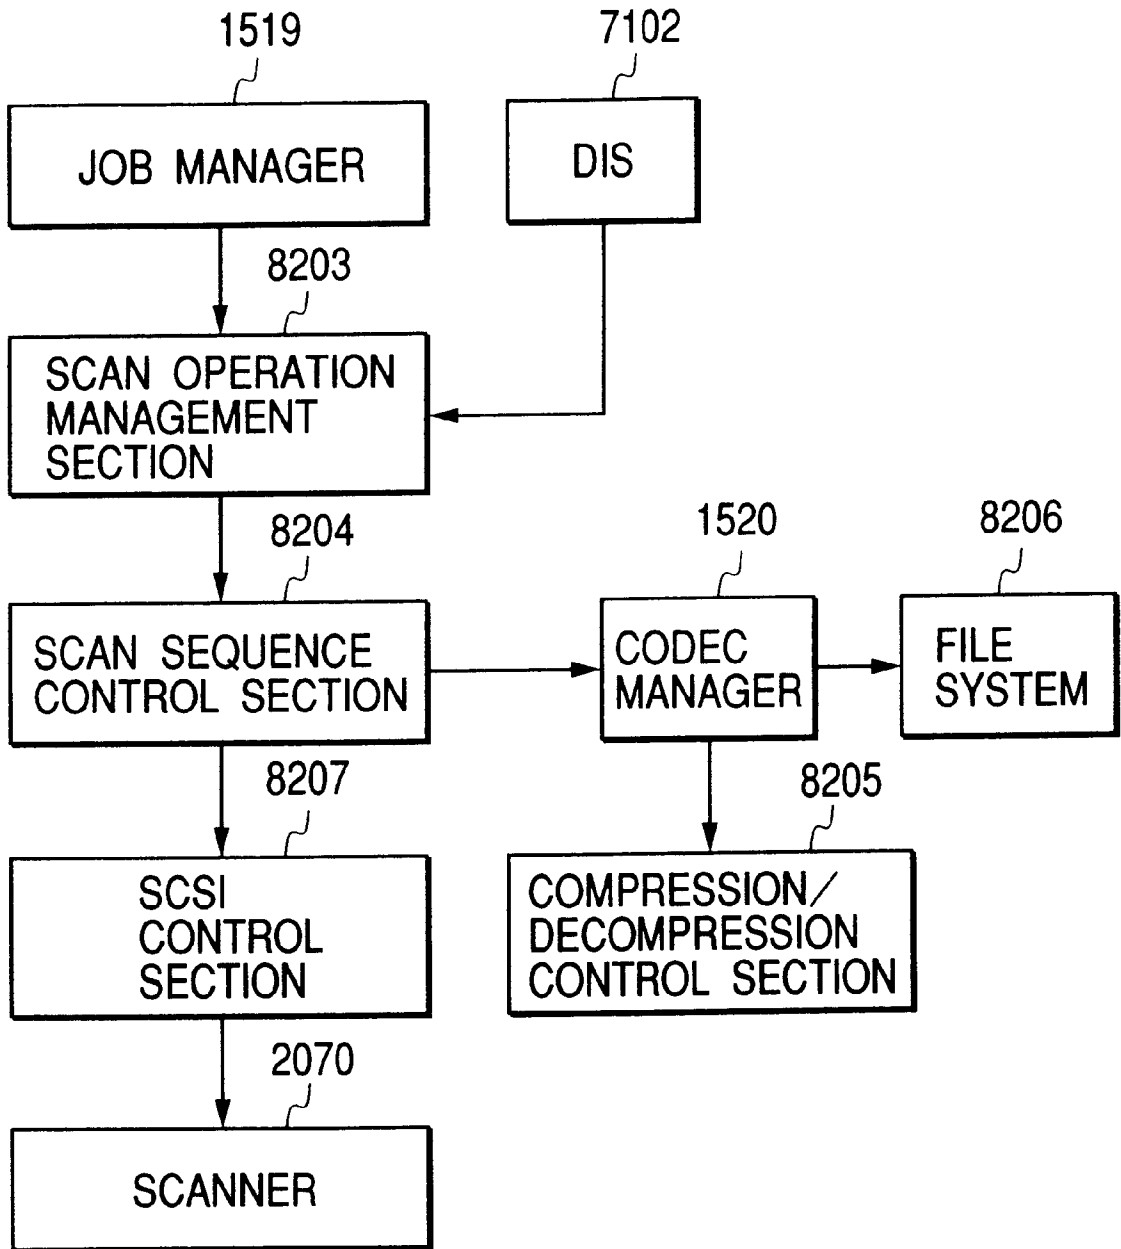 1519
7102
JOB MANAGER
DIS
8203
SCAN OPERATION
MANAGEMENT
SECTION
8204
1520
8206
SCAN SEQUENCE
CONTROL SECTION
CODEC
MANAGER
FILE
SYSTEM
8207
8205
SCSI
CONTROL
SECTION
COMPRESSION/
DECOMPRESSION
CONTROL SECTION
2070
SCANNER